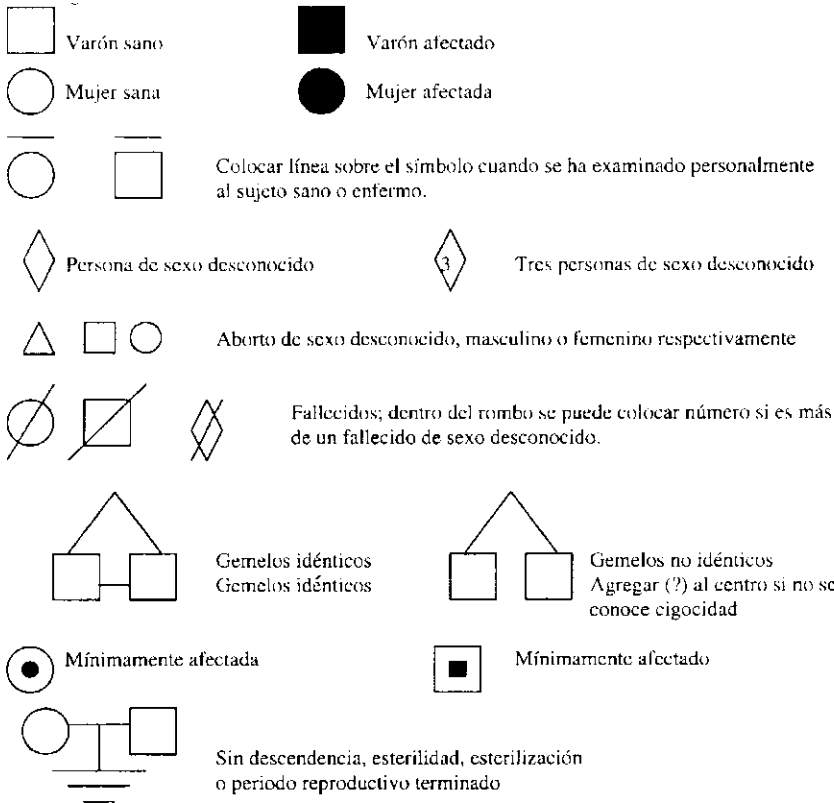 Varón sano
Varón afectado
Mujer sana
Mujer afectada
Colocar línea sobre el símbolo cuando se ha examinado personalmente
al sujeto sano o enfermo.
Persona de sexo desconocido
3
Tres personas de sexo desconocido
Aborto de sexo desconocido, masculino o femenino respectivamente
Fallecidos; dentro del rombo se puede colocar número si es más
de un fallecido de sexo desconocido.
Gemelos idénticos
Gemelos idénticos
Gemelos no idénticos
Agregar (?) al centro si no se
conoce cigocidad
Mínimamente afectada
Mínimamente afectado
Sin descendencia, esterilidad, esterilización
o periodo reproductivo terminado